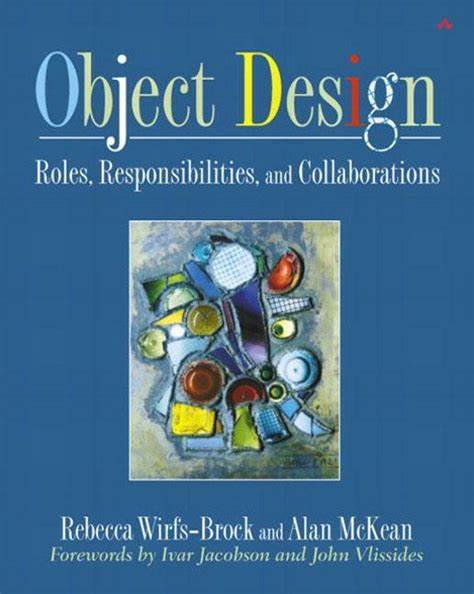 Object Design
Roles, Responsibilities, and Collaborations
Rebecca Wirfs-Brock and Alan McKean
Forewords by Ivar Jacobson and John Vlissides